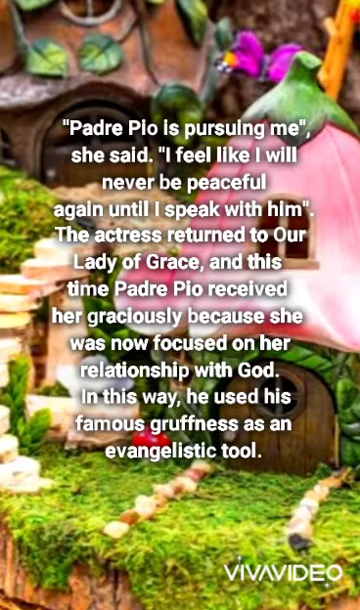 "Padre Pio is pursuing me",
she said. "I feel like I will
never be peaceful
again until I speak with him".
The actress returned to Our
Lady of Grace, and this
time Padre Pio received
her graciously because she
was now focused on her
relationship with God.
In this way, he used his
famous gruffness as an
evangelistic tool.
VIVAVIDEO